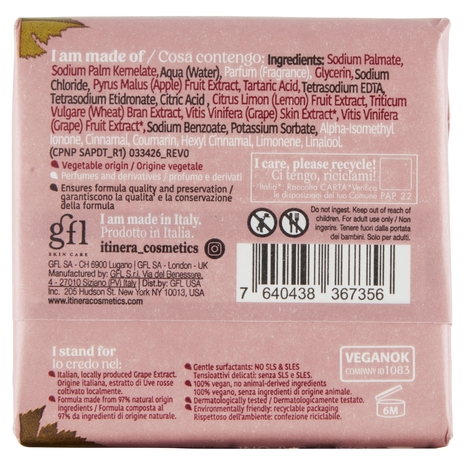 I am made of / Cosa contengo: Ingredients: Sodium Palmate,
Sodium Palm Kernelate, Aqua (Water), Parfum (Fragrance), Glycerin, Sodium
Chloride, Pyrus Malus (Apple) Fruit Extract, Tartaric Acid, Tetrasodium EDTA,
Tetrasodium Etidronate, Citric Acid, Citrus Limon (Lemon) Fruit Extract, Triticum
Vulgare (Wheat) Bran Extract, Vitis Vinifera (Grape) Skin Extract*, Vitis Vinifera
(Grape) Fruit Extract*, Sodium Benzoate, Potassium Sorbate, Alpha-Isomethyl
Ionone, Cinnamal, Coumarin, Hexyl Cinnamal, Limonene, Linalool.
(CPNP SAPDT_R1) 033426_REV0
Vegetable origin / Origine vegetale
Perfumes and derivatives / profumo e derivati
Ensures formula quality and preservation /
garantiscono la qualita' e la conservazione
della formula
I care, please recycle!
Ci tengo, riciclami!
"Italia". Raccolta CARTA "Verifica
le disposizioni del tuo Comune
PAP 22
gfl
SKIN CARE
I am made in Italy.
Prodotto in Italia.
itinera_cosmetics
GFL SA - CH 6900 Lugano | GFL SA - London - UK
Manufactured by: GFL S.r.l. Via del Benessere,
4 - 27010 Siziano (PV) Italy | Dist.by: GFL USA
Inc. 205 Hudson St. New York NY 10013, USA
www.itineracosmetics.com
Do not ingest. Keep out of reach of
children. For adult use only / Non
ingerire. Tenere fuori dalla portata
dei bambini. Solo per adulti.
7 640438 367356
I stand for
Io credo nel:
Italian, locally produced Grape Extract.
Origine italiana, estratto di Uve rosse
coltivato localmente.
Formula made from 97% natural origin
ingredients / Formula composta al
97% da ingredienti di origine naturale.
Gentle surfactants: NO SLS & SLES
Tensioattivi delicati: senza SLS e SLES.
100% vegan, no animal-derived ingredients
100% vegan, senza ingredienti di origine animale.
Dermatologically tested / Dermatologicamente testato.
Environmentally friendly: recyclable packaging
Rispettoso dell'ambiente: confezione riciclabile.
VEGANOK
COMPANY ID 1083
6M